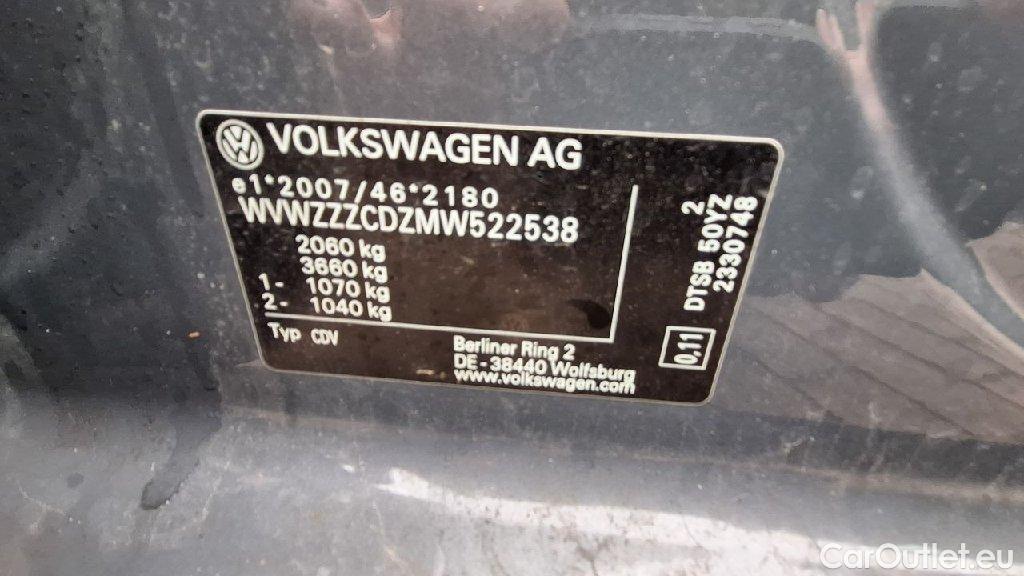 VOLKSWAGEN AG
e1*2007/46*2180
WVWZZZCDZMW522538
2060 kg
3660 kg
1- 1070 kg
2- 1040 kg
Typ CDV
Berliner Ring 2
DE-38440 Wolfsburg
www.volkswagen.com
2
DTSB 50YZ
2330748
0,11
CarOutlet.eu